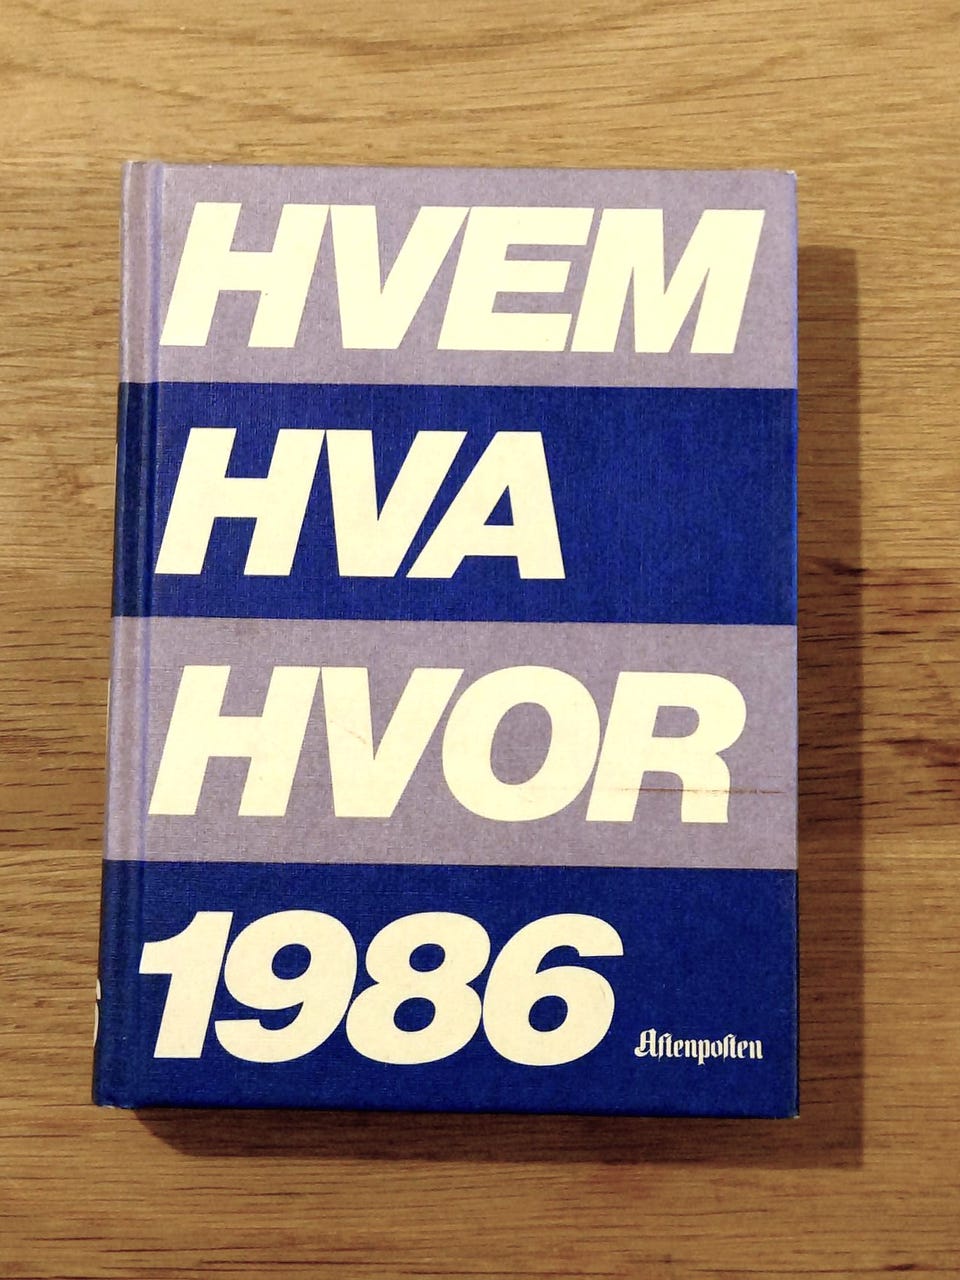 HVEM
HVA
HVOR
1986
Aftenposten